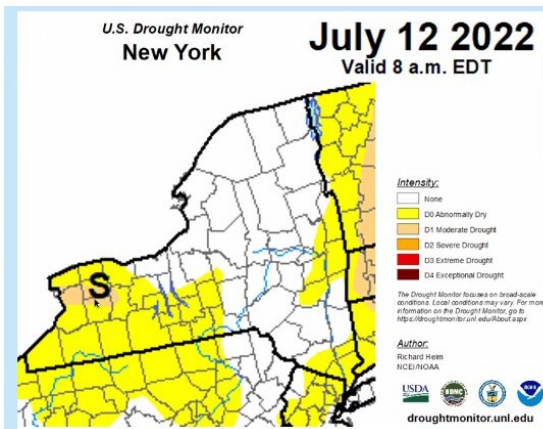 U.S. Drought Monitor
New York
July 12 2022
Valid 8 a.m. EDT
S
Intensity:
None
D0 Abnormally Dry
D1 Moderate Drought
D2 Severe Drought
D3 Extreme Drought
D4 Exceptional Drought
The Drought Monitor focuses on broad-scale
conditions. Local conditions may vary. For more
information on the Drought Monitor, go to
https://droughtmonitor.unl.edu/About.aspx
Author:
Richard Heim
NCEI/NOAA
USDA
NDMC
droughtmonitor.unl.edu